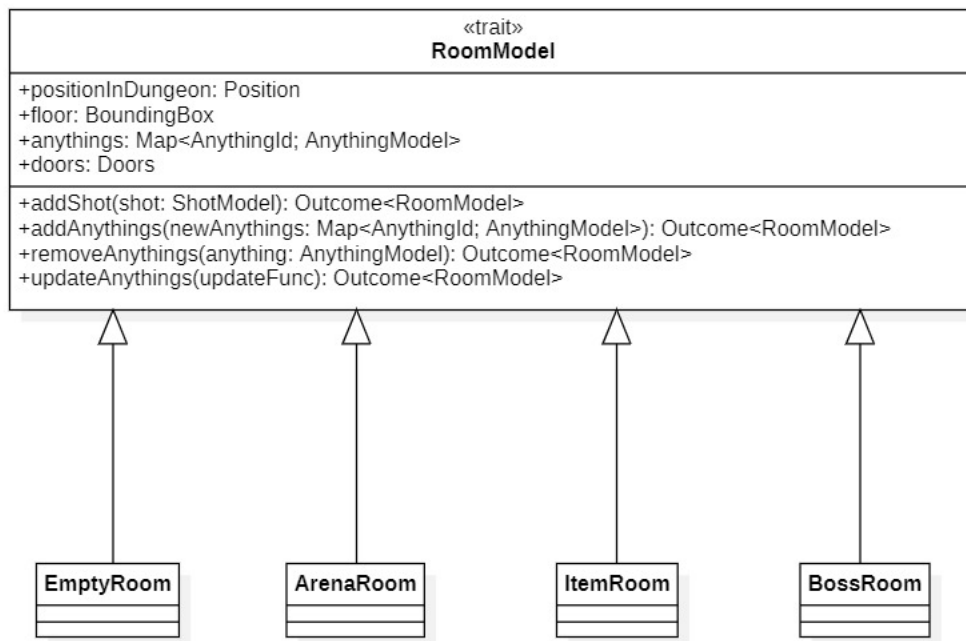 «trait»
RoomModel
+positionInDungeon: Position
+floor: BoundingBox
+anythings: Map<AnythingId; AnythingModel>
+doors: Doors
+addShot(shot: ShotModel): Outcome<RoomModel>
+addAnythings(newAnythings: Map<AnythingId; AnythingModel>): Outcome<RoomModel>
+removeAnythings(anything: AnythingModel): Outcome<RoomModel>
+updateAnythings(updateFunc): Outcome<RoomModel>
EmptyRoom
ArenaRoom
ItemRoom
BossRoom